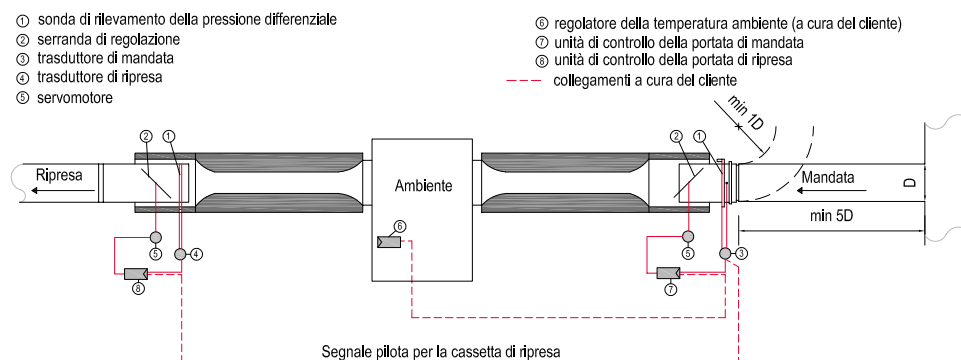 ① sonda di rilevamento della pressione differenziale
② serranda di regolazione
③ trasduttore di mandata
④ trasduttore di ripresa
⑤ servomotore
⑥ regolatore della temperatura ambiente (a cura del cliente)
⑦ unità di controllo della portata di mandata
⑧ unità di controllo della portata di ripresa
collegamenti a cura del cliente
min 1D
② ①
② ①
Ripresa
Ambiente
Mandata
D
min 5D
⑥
⑤ ④
⑤ ③
⑧
⑦
Segnale pilota per la cassetta di ripresa